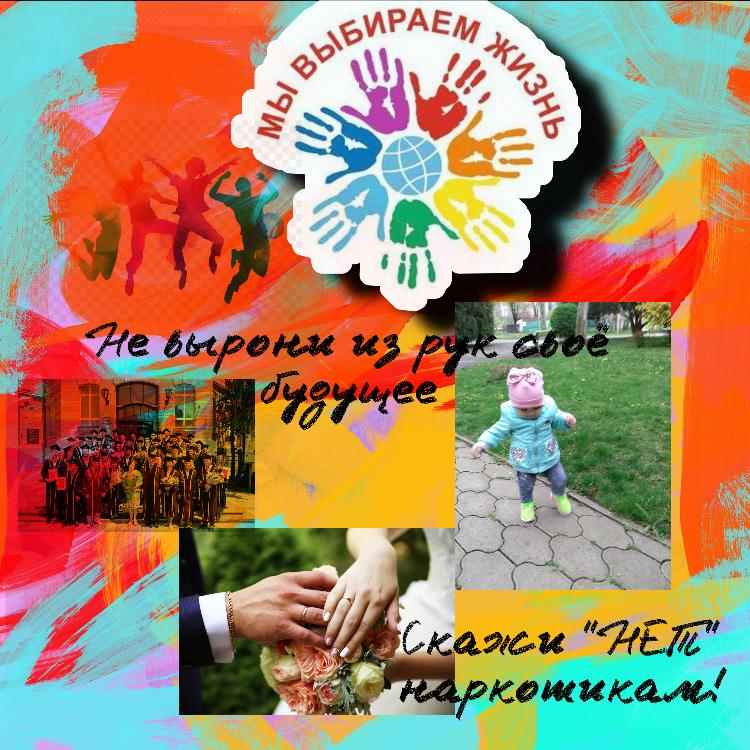 МЫ ВЫБИРАЕМ ЖИЗНЬ
Не вырони из рук своё
будущее
Скажи "НЕТ"
наркотикам!